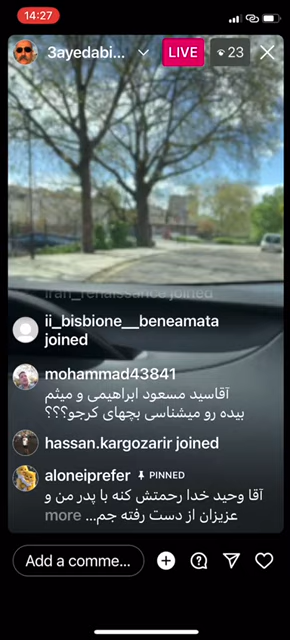 14:27
3ayedabi...
LIVE
23
iran_renaissance joined
ii_bisbione__beneamata
joined
mohammad43841
آقاسید مسعود ابراهیمی و میثم
بیده رو میشناسی بچهای کرجو؟؟؟
hassan.kargozarir joined
aloneiprefer PINNED
آقا وحید خدا رحمتش کنه با پدر من و
عزیزان از دست رفته جم... more
Add a comme...